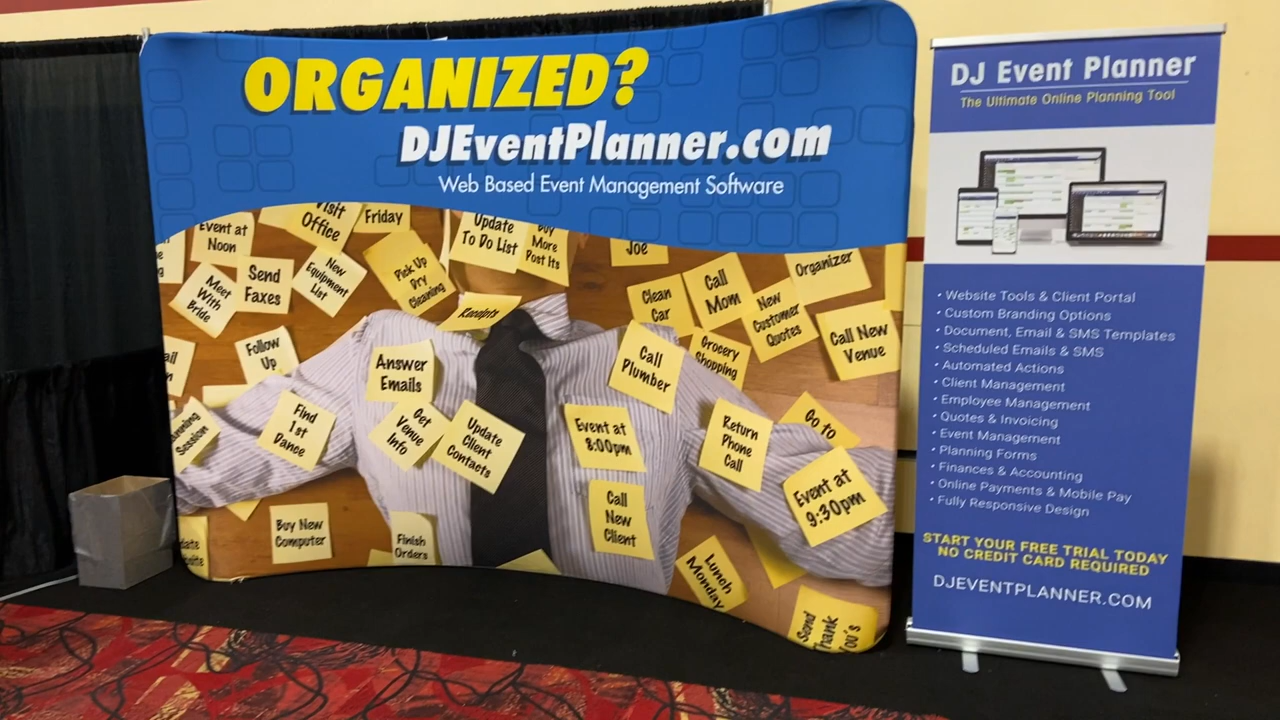 ORGANIZED?
DJEventPlanner.com
Web Based Event Management Software
Event at
Noon
Visit
Office
Friday
Update
To Do List
Buy
More
Post Its
Joe
Meet
With
Bride
Send
Faxes
New
Equipment
List
Pick Up
Dry
Cleaning
Receipts
Clean
Car
Call
Mom
New
Customer
Quotes
Organizer
Call New
Venue
Follow
Up
Answer
Emails
Call
Plumber
Grocery
Shopping
Find
1st
Dance
Get
Venue
Info
Update
Client
Contacts
Event at
8:00pm
Return
Phone
Call
Go to
Event at
9:30pm
Session
Buy New
Computer
Finish
Orders
Call
New
Client
Lunch
Monday
Send
Thank
You's
DJ Event Planner
The Ultimate Online Planning Tool
• Website Tools & Client Portal
• Custom Branding Options
• Document, Email & SMS Templates
• Scheduled Emails & SMS
• Automated Actions
• Client Management
• Employee Management
• Quotes & Invoicing
• Event Management
• Planning Forms
• Finances & Accounting
• Online Payments & Mobile Pay
• Fully Responsive Design
START YOUR FREE TRIAL TODAY
NO CREDIT CARD REQUIRED
DJEVENTPLANNER.COM